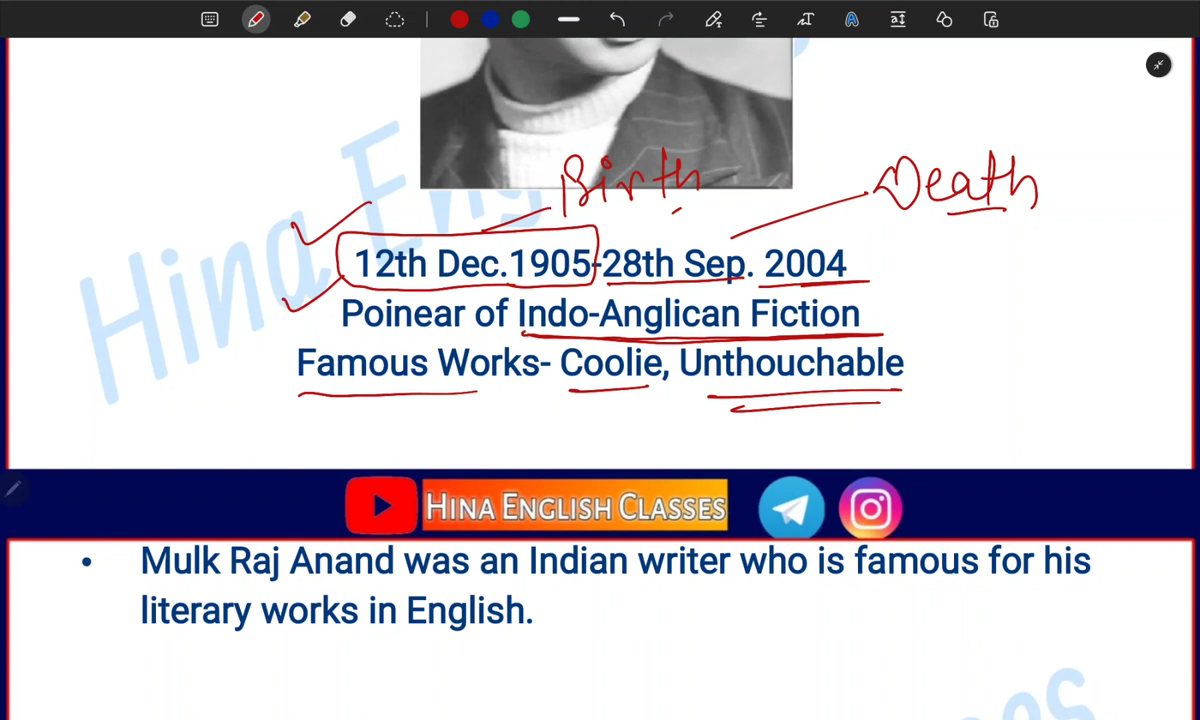 Birth
Death
12th Dec.1905-28th Sep. 2004
Poinear of Indo-Anglican Fiction
Famous Works- Coolie, Unthouchable
HINA ENGLISH CLASSES
• Mulk Raj Anand was an Indian writer who is famous for his
literary works in English.